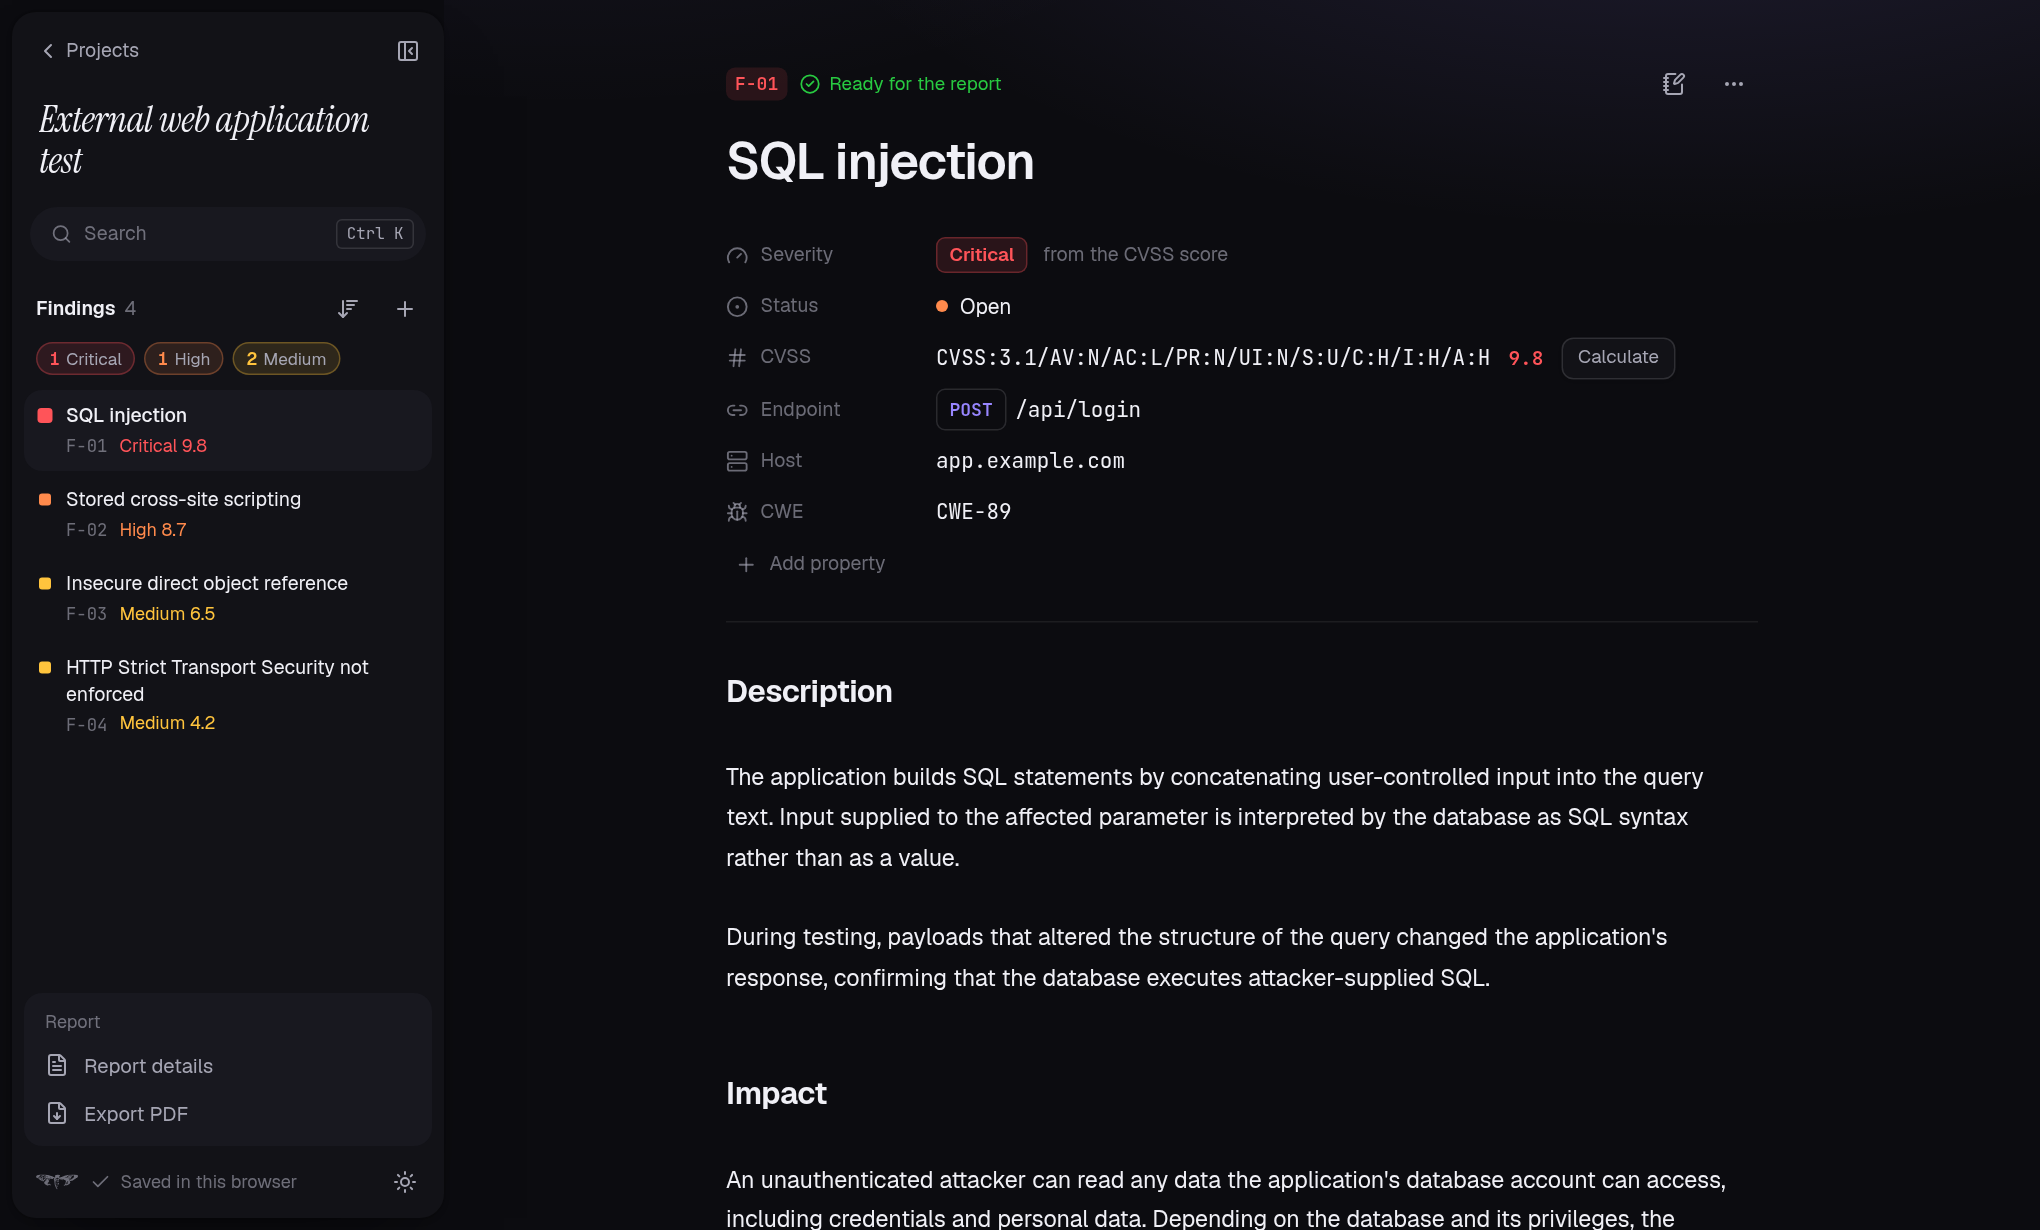 Projects
External web application
test
Search
Ctrl K
Findings 4
1 Critical
1 High
2 Medium
SQL injection
F-01 Critical 9.8
Stored cross-site scripting
F-02 High 8.7
Insecure direct object reference
F-03 Medium 6.5
HTTP Strict Transport Security not
enforced
F-04 Medium 4.2
Report
Report details
Export PDF
Saved in this browser
F-01 Ready for the report
SQL injection
Severity Critical from the CVSS score
Status Open
CVSS CVSS:3.1/AV:N/AC:L/PR:N/UI:N/S:U/C:H/I:H/A:H 9.8 Calculate
Endpoint POST /api/login
Host app.example.com
CWE CWE-89
Add property
Description
The application builds SQL statements by concatenating user-controlled input into the query
text. Input supplied to the affected parameter is interpreted by the database as SQL syntax
rather than as a value.
During testing, payloads that altered the structure of the query changed the application's
response, confirming that the database executes attacker-supplied SQL.
Impact
An unauthenticated attacker can read any data the application's database account can access,
including credentials and personal data. Depending on the database and its privileges, the